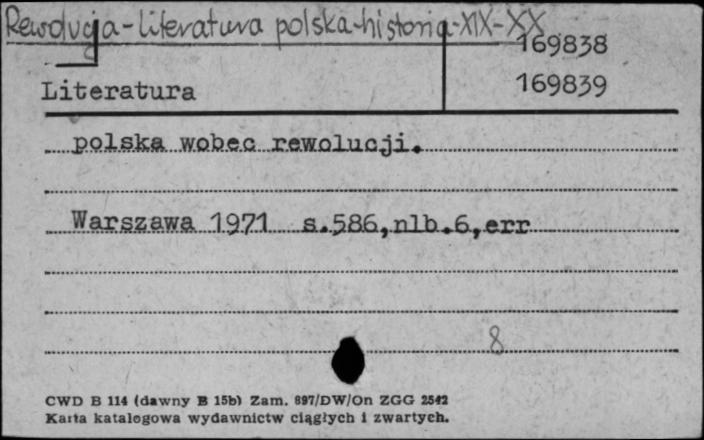 Rewolucja-literatura polska-historia-XIX-XX
169838
Literatura 169839
polska wobec rewolucji.
Warszawa 1971 s.586,nlb.6,err
8
CWD B 114 (dawny B 15b) Zam. 897/DW/On ZGG 2542
Karta katalogowa wydawnictw ciągłych i zwartych.